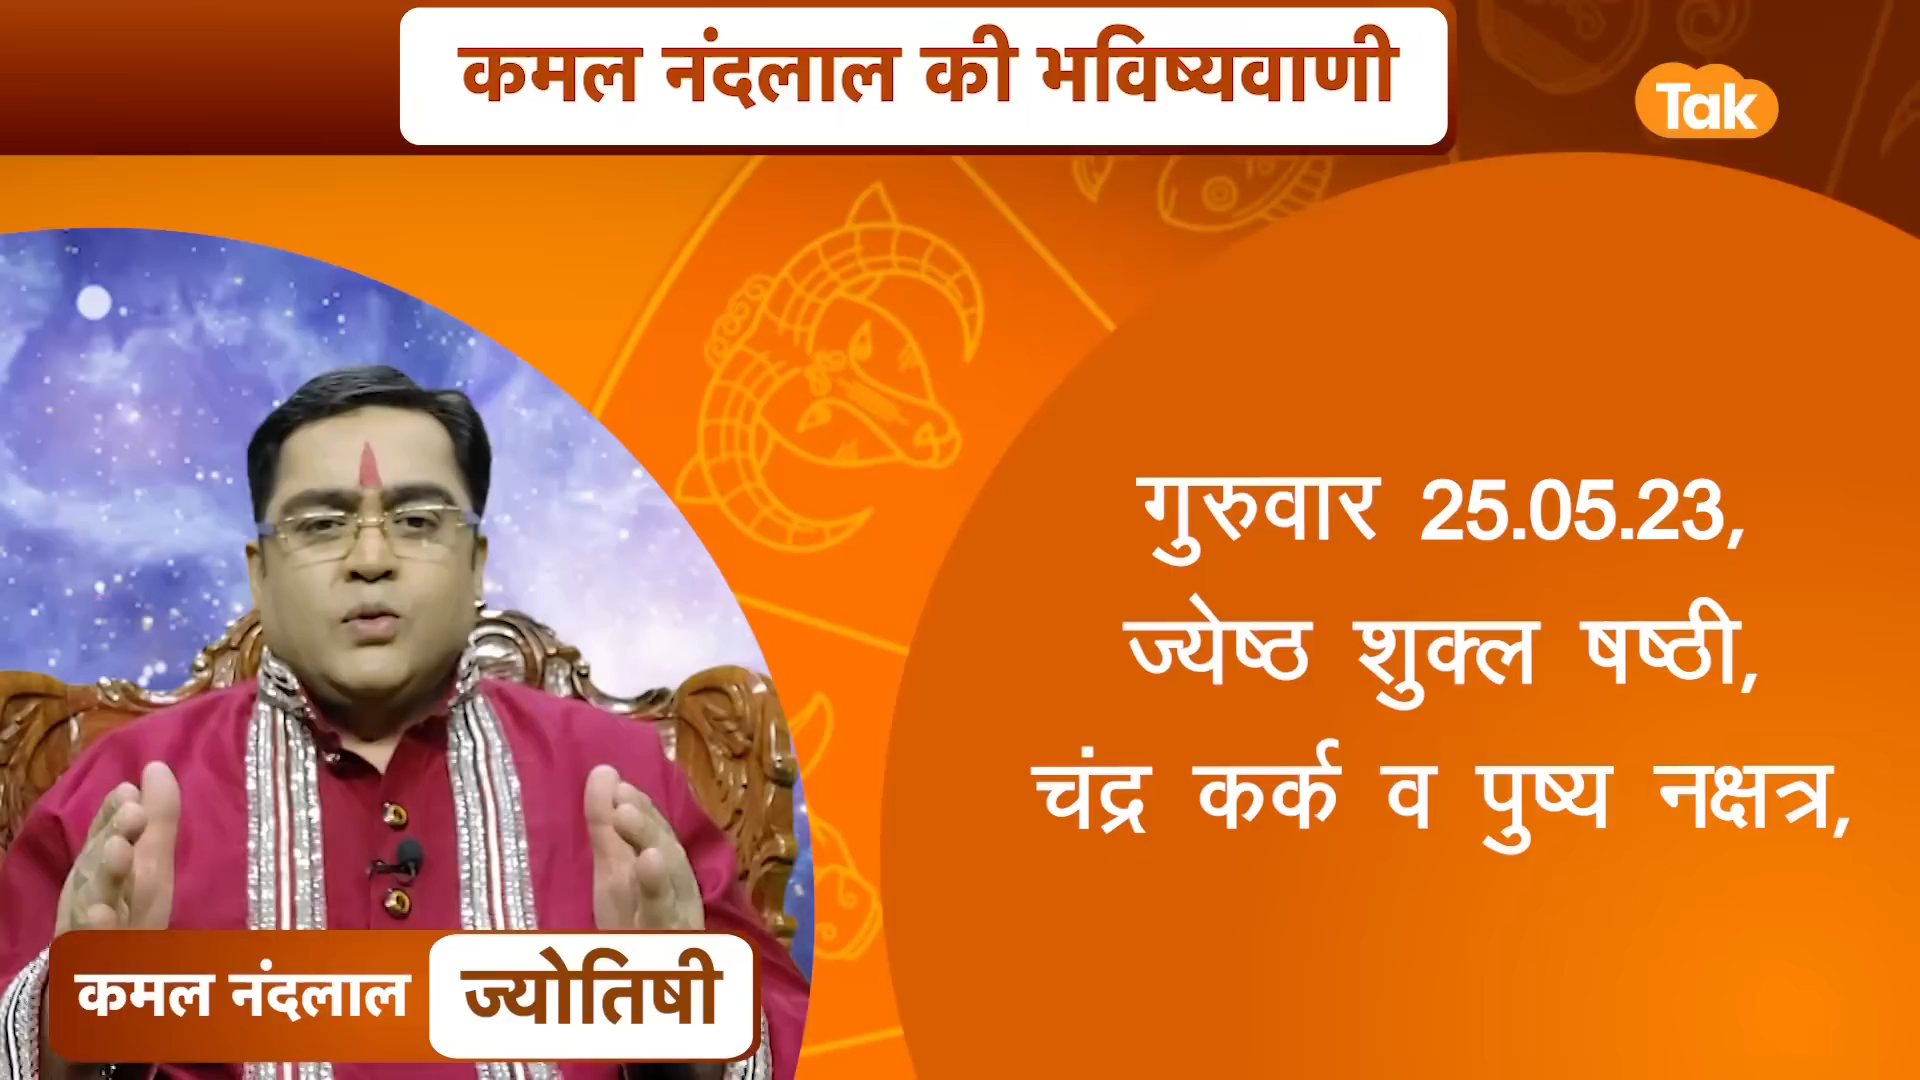 कमल नंदलाल की भविष्यवाणी
Tak
गुरुवार 25.05.23,
ज्येष्ठ शुक्ल षष्ठी,
चंद्र कर्क व पुष्य नक्षत्र,
कमल नंदलाल
ज्योतिषी